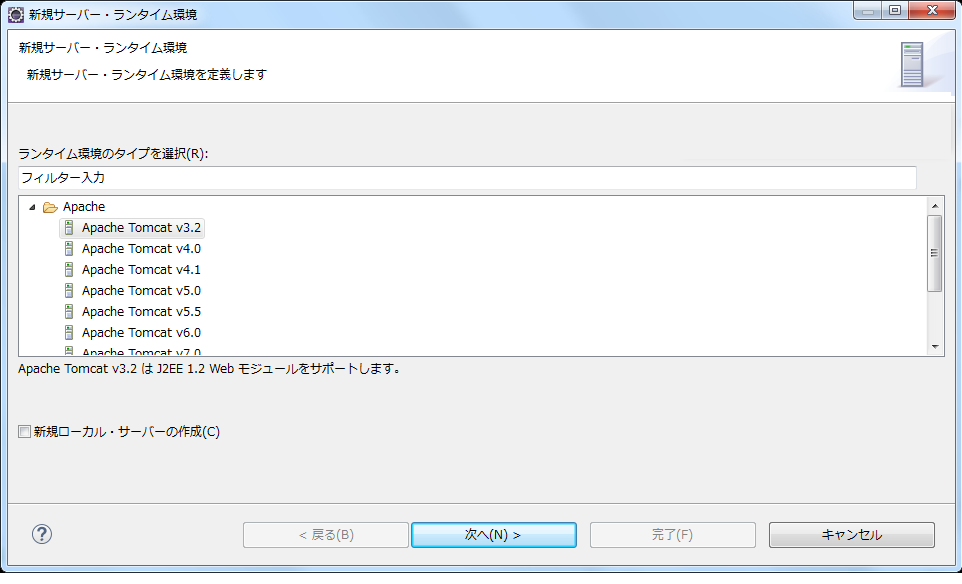 新規サーバー・ランタイム環境
新規サーバー・ランタイム環境
新規サーバー・ランタイム環境を定義します
ランタイム環境のタイプを選択(R):
フィルター入力
Apache
Apache Tomcat v3.2
Apache Tomcat v4.0
Apache Tomcat v4.1
Apache Tomcat v5.0
Apache Tomcat v5.5
Apache Tomcat v6.0
Apache Tomcat v7.0
Apache Tomcat v3.2 は J2EE 1.2 Web モジュールをサポートします。
新規ローカル・サーバーの作成(C)
? < 戻る(B) 次へ(N) > 完了(F) キャンセル